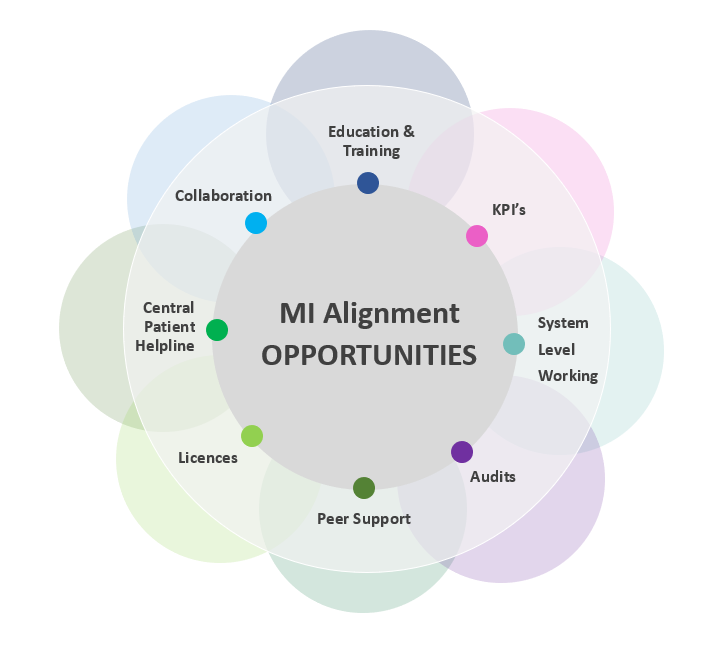 Education &
Training
KPI's
System
Level
Working
Audits
Peer Support
Licences
Central
Patient
Helpline
Collaboration
MI Alignment
OPPORTUNITIES